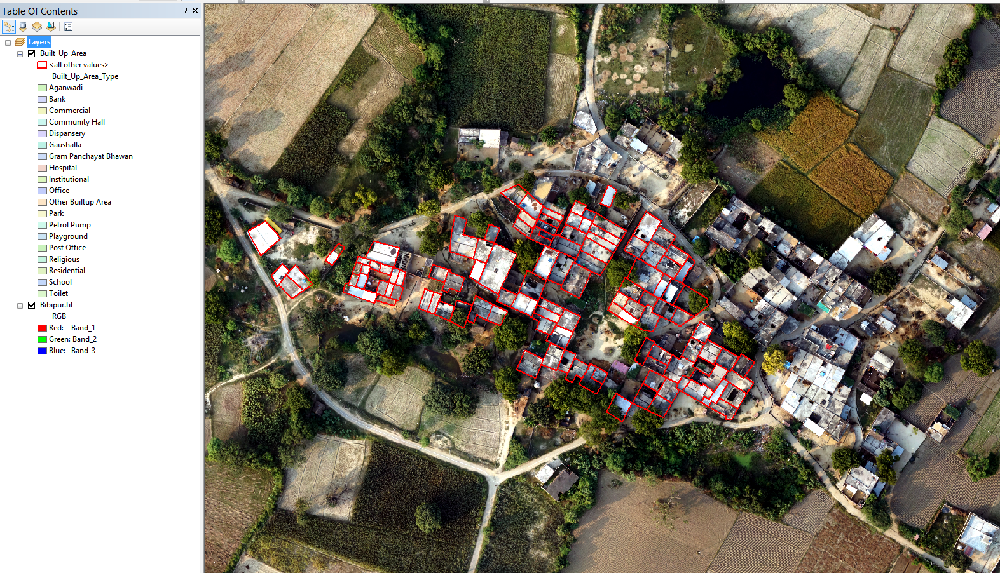 Table Of Contents
Layers
Built_Up_Area
<all other values>
Built_Up_Area_Type
Aganwadi
Bank
Commercial
Community Hall
Dispansery
Gaushalla
Gram Panchayat Bhawan
Hospital
Institutional
Office
Other Builtup Area
Park
Petrol Pump
Playground
Post Office
Religious
Residential
School
Toilet
Bibipur.tif
RGB
Red: Band_1
Green: Band_2
Blue: Band_3